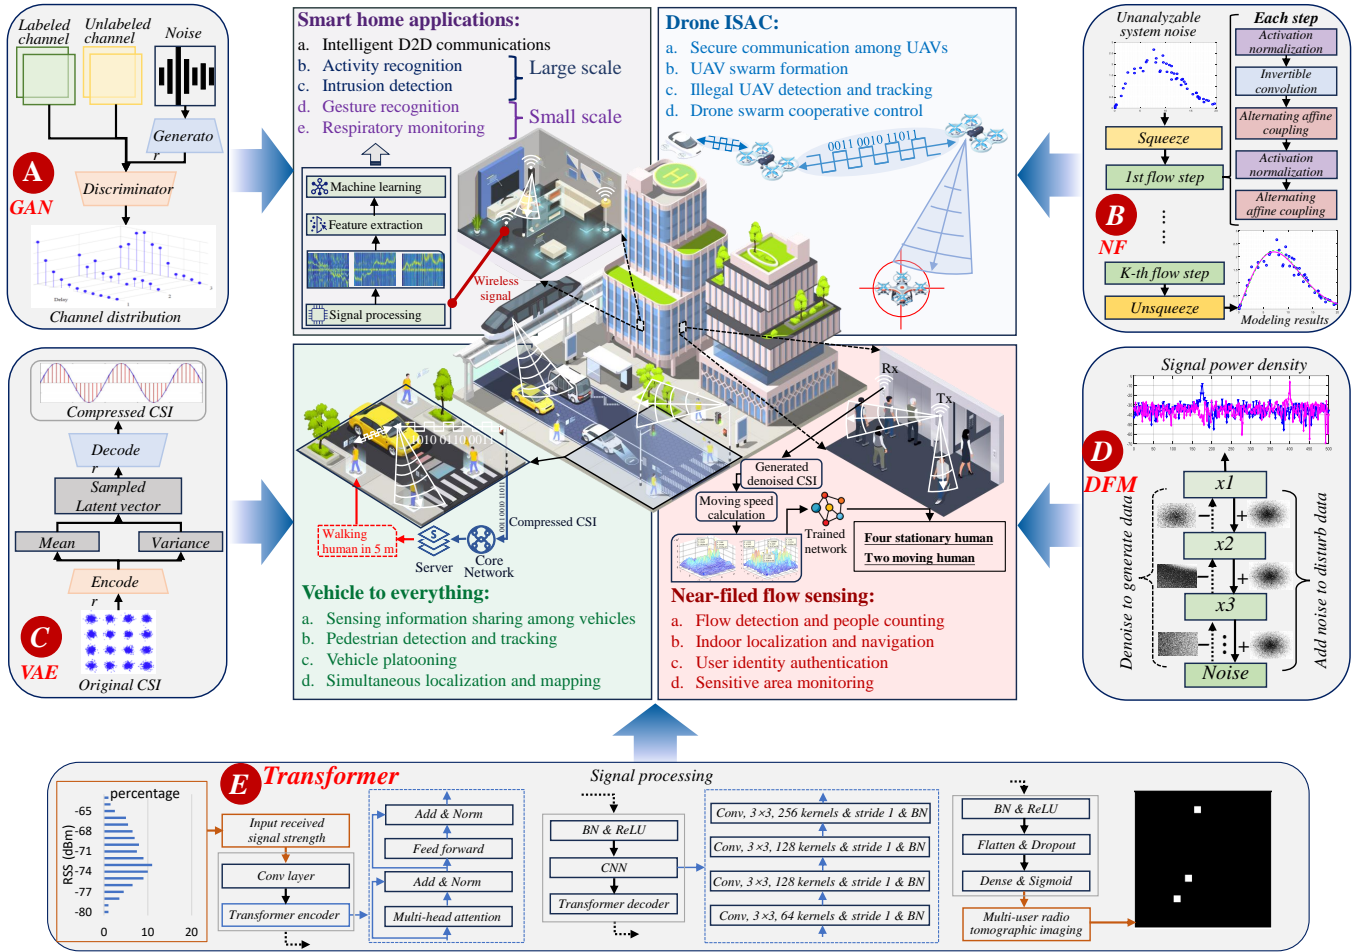 Labeled
channel
Unlabeled
channel
Noise
Generato
r
A
GAN
Discriminator
Delay
1
2
3
Channel distribution
Smart home applications:
a. Intelligent D2D communications
b. Activity recognition
c. Intrusion detection
d. Gesture recognition
e. Respiratory monitoring
Large scale
Small scale
Machine learning
Feature extraction
Signal processing
Wireless
signal
Drone ISAC:
a. Secure communication among UAVs
b. UAV swarm formation
c. Illegal UAV detection and tracking
d. Drone swarm cooperative control
0011 0010 11011
H
Unanalyzable
system noise
Squeeze
1st flow step
B
NF
K-th flow step
Unsqueeze
Each step
Activation
normalization
Invertible
convolution
Alternating affine
coupling
Activation
normalization
Alternating
affine coupling
Modeling results
Compressed CSI
Decode
r
Sampled
Latent vector
Mean
Variance
Encode
r
C
VAE
Original CSI
1010 0110 0011
Walking
human in 5 m
S
Server
Core
Network
Compressed CSI
Vehicle to everything:
a. Sensing information sharing among vehicles
b. Pedestrian detection and tracking
c. Vehicle platooning
d. Simultaneous localization and mapping
Rx
Tx
Generated
denoised CSI
Moving speed
calculation
Trained
network
Four stationary human
Two moving human
Near-filed flow sensing:
a. Flow detection and people counting
b. Indoor localization and navigation
c. User identity authentication
d. Sensitive area monitoring
Signal power density
D
DFM
x1
x2
x3
Noise
Denoise to generate data
Add noise to disturb data
E
Transformer
Signal processing
percentage
RSS (dBm)
-65
-68
-71
-74
-77
-80
0 10 20
Input received
signal strength
Conv layer
Transformer encoder
Add & Norm
Feed forward
Add & Norm
Multi-head attention
BN & ReLU
CNN
Transformer decoder
Conv, 3×3, 256 kernels & stride 1 & BN
Conv, 3×3, 128 kernels & stride 1 & BN
Conv, 3×3, 128 kernels & stride 1 & BN
Conv, 3×3, 64 kernels & stride 1 & BN
BN & ReLU
Flatten & Dropout
Dense & Sigmoid
Multi-user radio
tomographic imaging